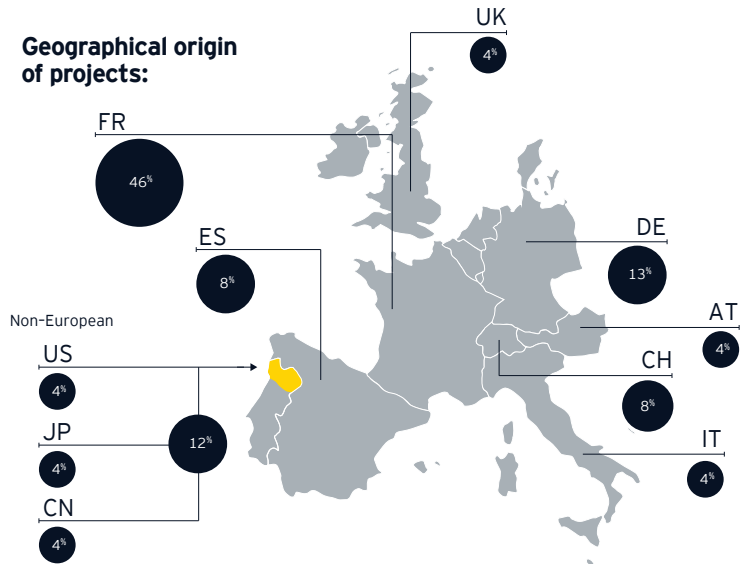 Geographical origin
of projects:
UK
4%
FR
46%
ES
8%
DE
13%
Non-European
AT
4%
US
4%
CH
8%
JP
4%
12%
IT
4%
CN
4%